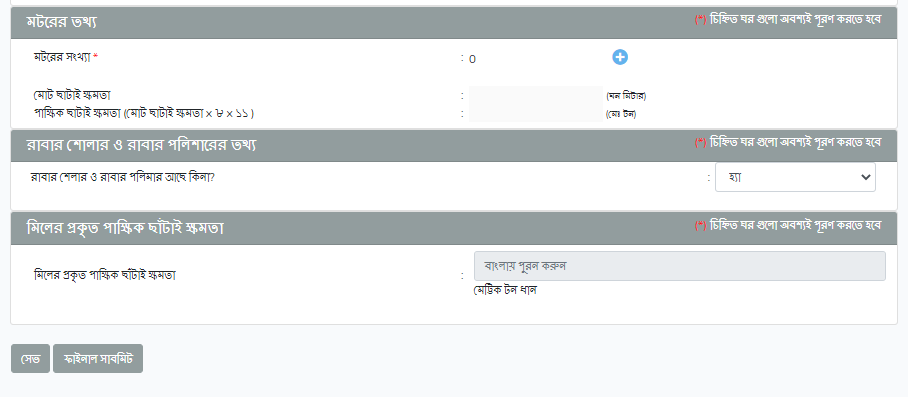 মটরের তথ্য
(*) চিহ্নিত ঘর গুলো অবশ্যই পূরণ করতে হবে
মটরের সংখ্যা *
: ০
মোট ছাটাই ক্ষমতা
:
(ঘন মিটার)
পাক্ষিক ছাটাই ক্ষমতা (মোট ছাটাই ক্ষমতা x ৮ x ১১ )
:
(মেঃ টন)
রাবার শোলার ও রাবার পলিশারের তথ্য
(*) চিহ্নিত ঘর গুলো অবশ্যই পূরণ করতে হবে
রাবার শেলার ও রাবার পলিমার আছে কিনা?
: হ্যা
মিলের প্রকৃত পাক্ষিক ছাঁটাই ক্ষমতা
(*) চিহ্নিত ঘর গুলো অবশ্যই পূরণ করতে হবে
মিলের প্রকৃত পাক্ষিক ছাঁটাই ক্ষমতা
: বাংলায় পুরন করুন
মেট্টিক টন ধান
সেভ
ফাইনাল সাবমিট